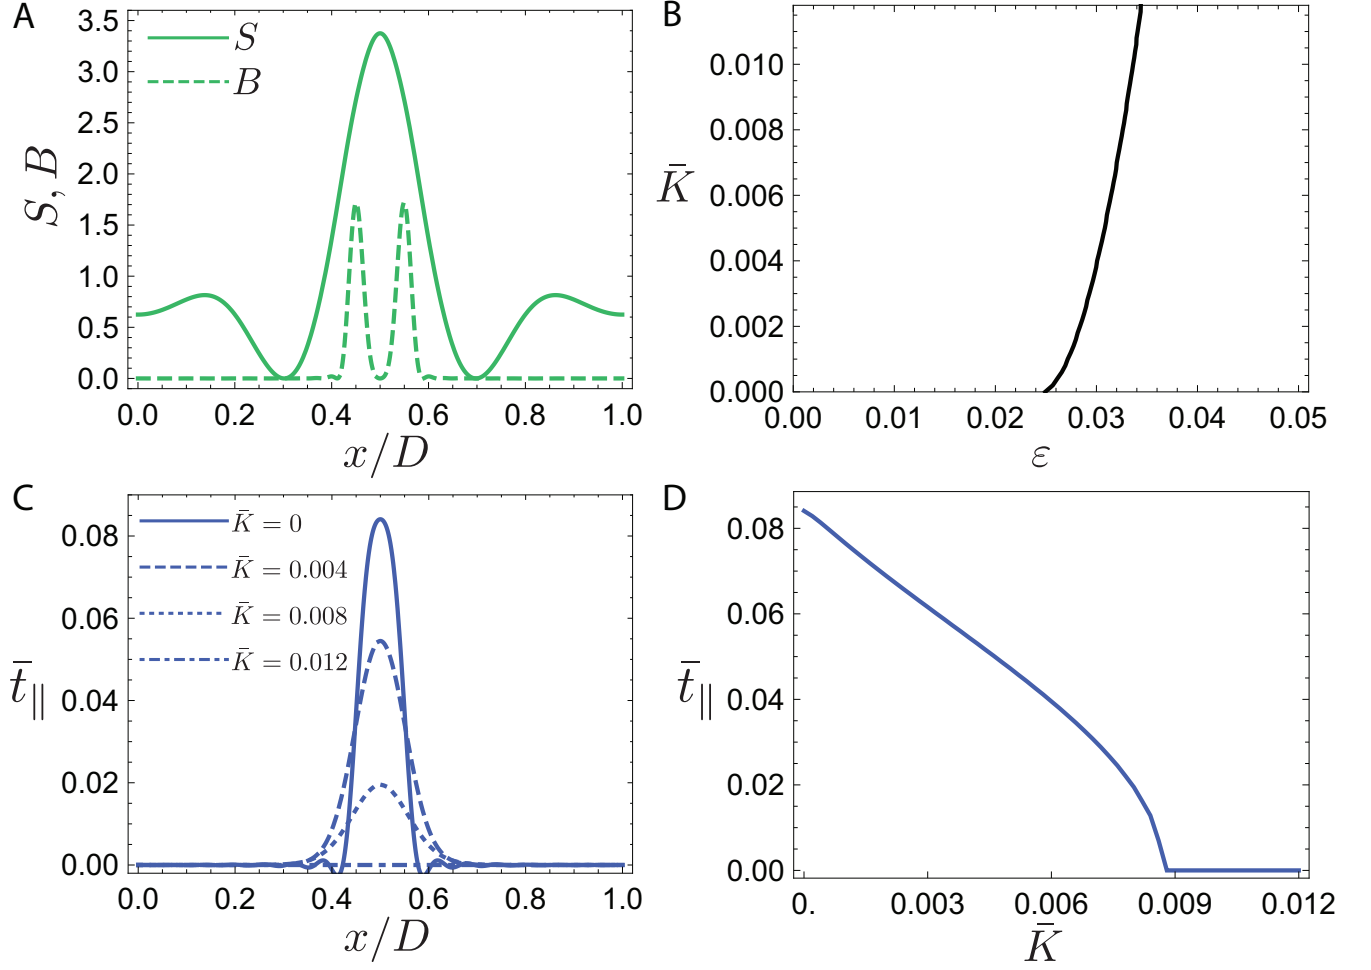 A
3.5
3.0
2.5
2.0
1.5
1.0
0.5
0.0
S, B
S
B
0.0 0.2 0.4 0.6 0.8 1.0
x/D
B
0.010
0.008
0.006
0.004
0.002
0.000
K̄
0.00 0.01 0.02 0.03 0.04 0.05
ε
C
0.08
0.06
0.04
0.02
0.00
t̄∥
K̄ = 0
K̄ = 0.004
K̄ = 0.008
K̄ = 0.012
0.0 0.2 0.4 0.6 0.8 1.0
x/D
D
0.08
0.06
0.04
0.02
0.00
t̄∥
0. 0.003 0.006 0.009 0.012
K̄